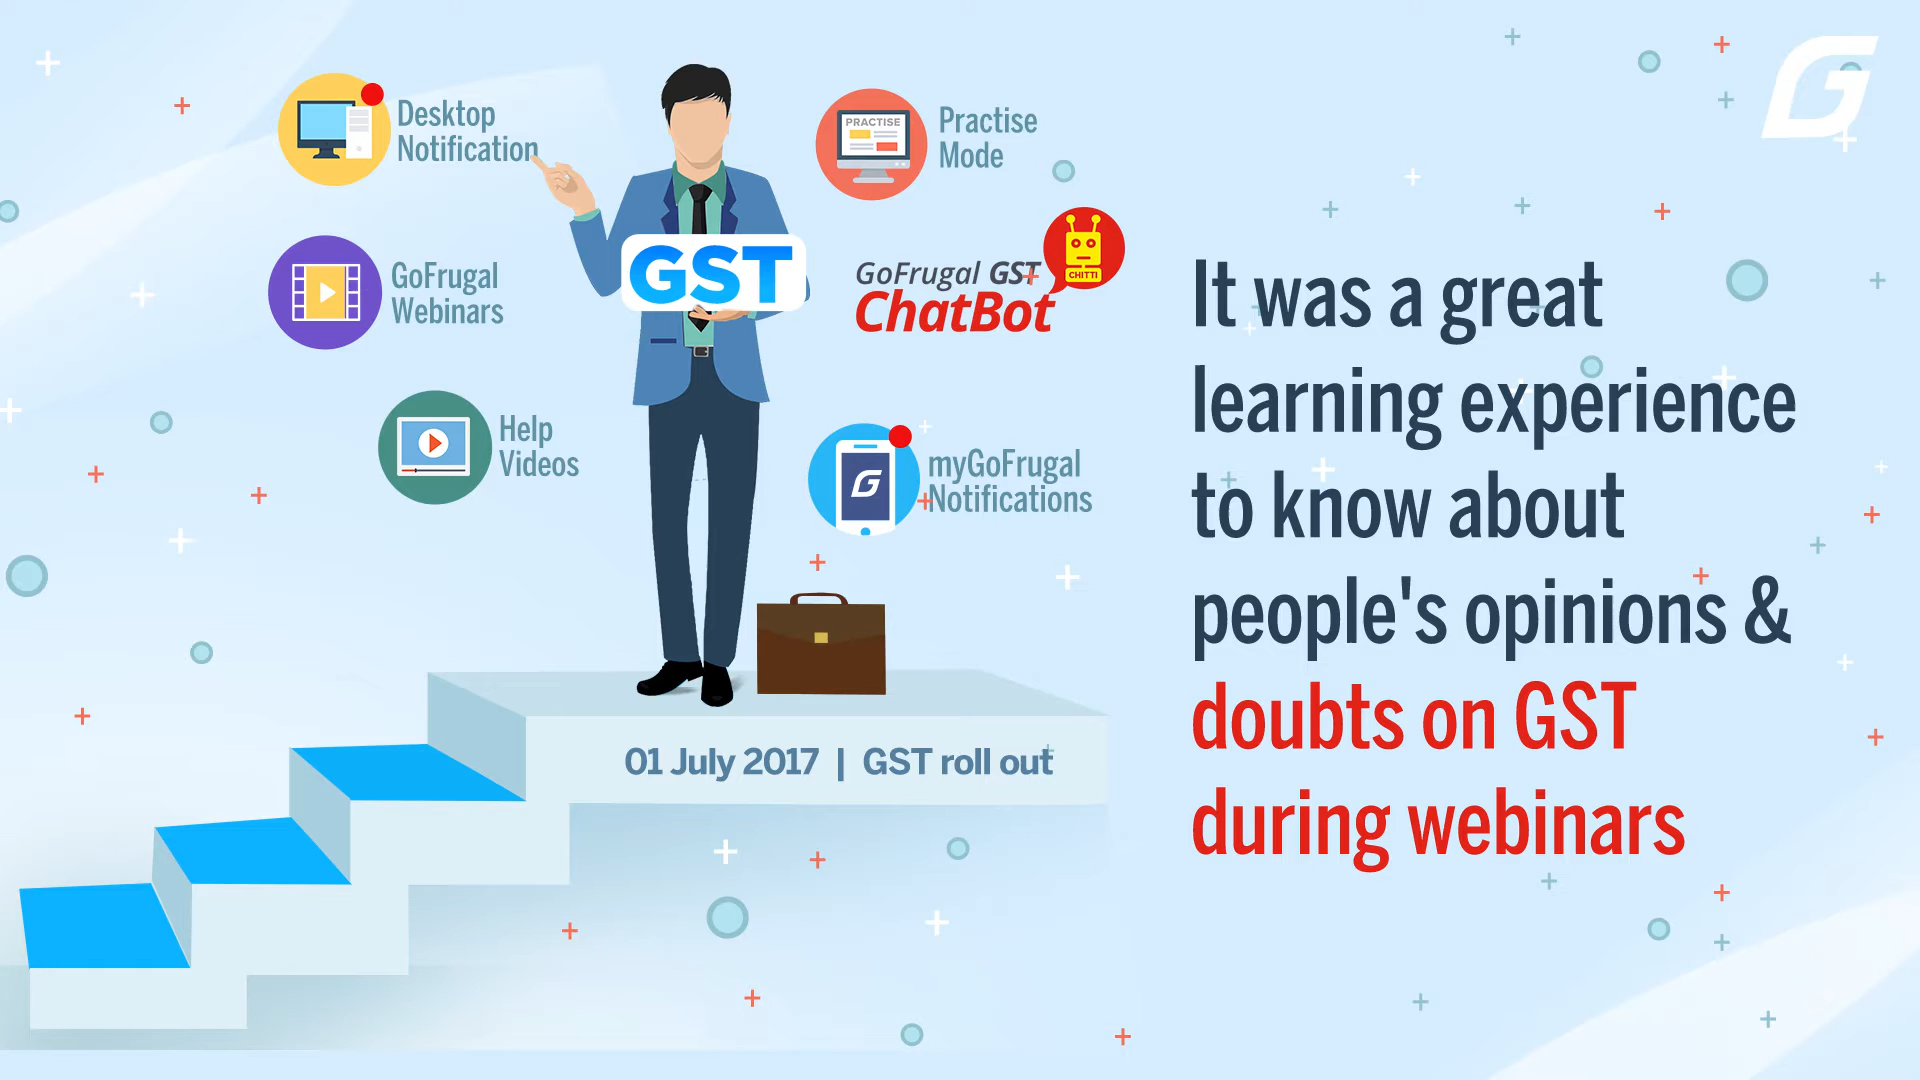 Desktop
Notification
PRACTISE
Practise
Mode
GoFrugal
Webinars
GST
GoFrugal GST
ChatBot
CHITTI
Help
Videos
G
myGoFrugal
Notifications
01 July 2017 | GST roll out
G
It was a great
learning experience
to know about
people's opinions &
doubts on GST
during webinars